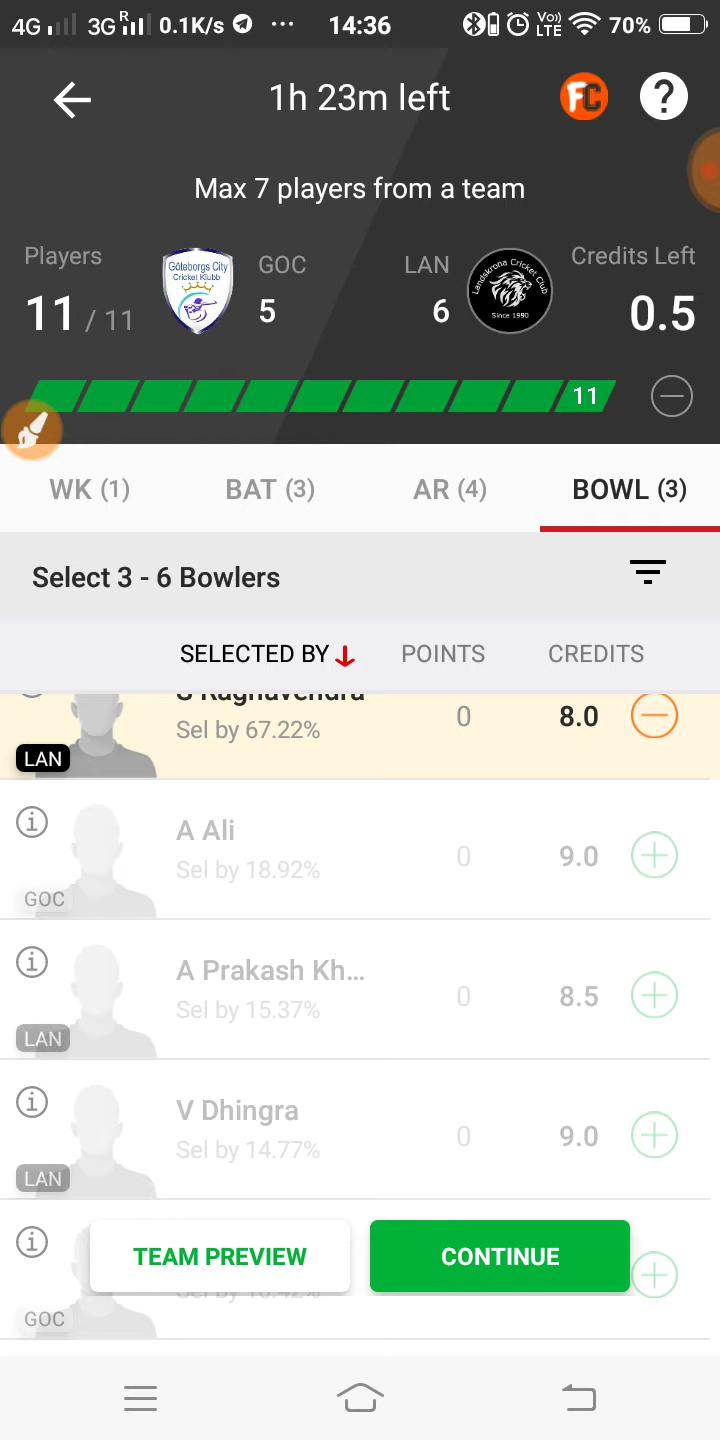 4G 3G R 0.1K/s ... 14:36 Vo) LTE 70%
1h 23m left FC ?
Max 7 players from a team
Players GOC LAN Credits Left
Göteborgs City
Cricket Klubb
Landskrona Cricket Club
Since 1990
11 / 11 5 6 0.5
11
WK (1) BAT (3) AR (4) BOWL (3)
Select 3 - 6 Bowlers
SELECTED BY POINTS CREDITS
S Raghavendra
Sel by 67.22% 0 8.0
LAN
A Ali
Sel by 18.92% 0 9.0
GOC
A Prakash Kh...
Sel by 15.37% 0 8.5
LAN
V Dhingra
Sel by 14.77% 0 9.0
LAN
TEAM PREVIEW CONTINUE
GOC